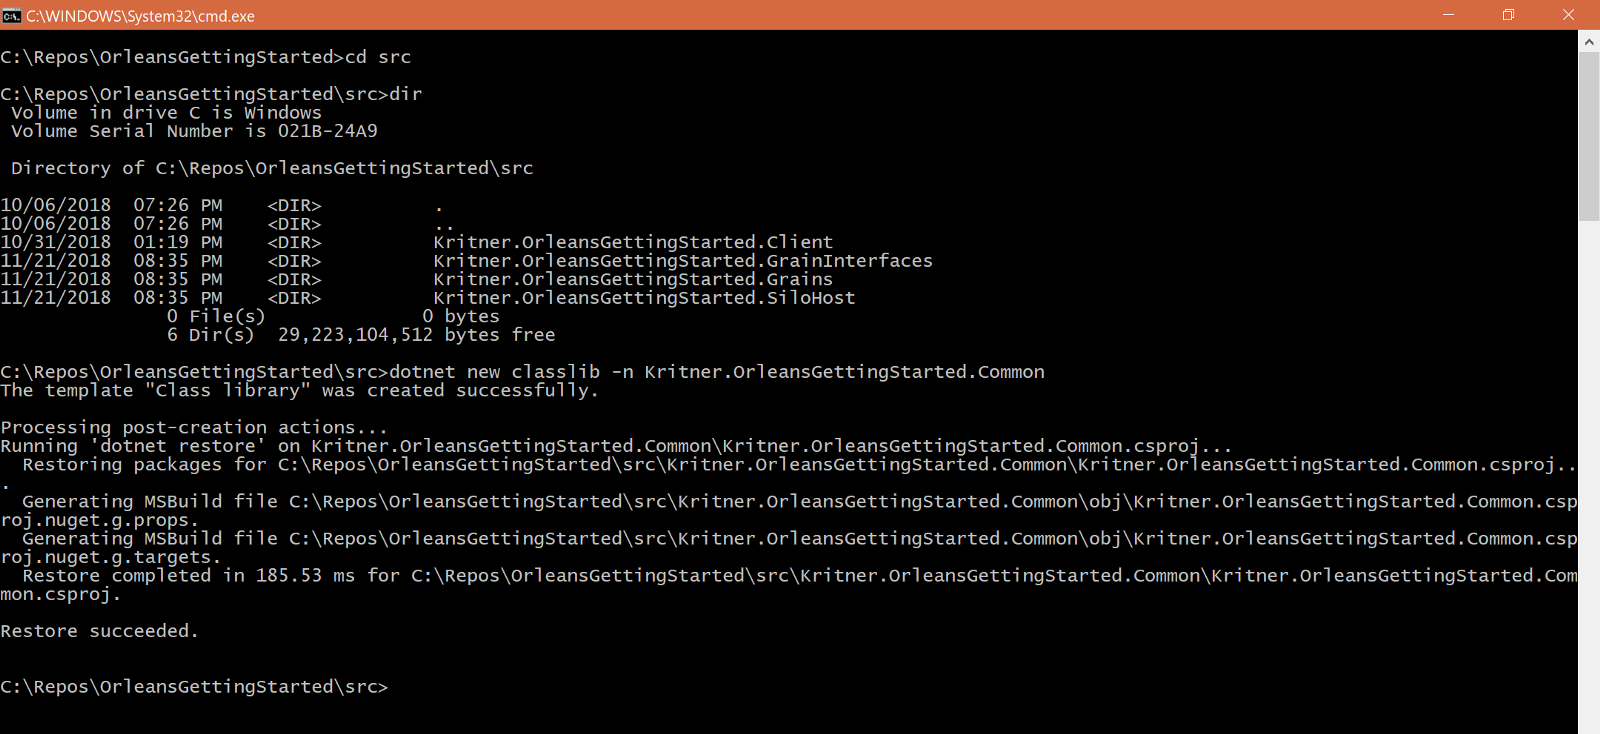 C:\WINDOWS\System32\cmd.exe
C:\Repos\OrleansGettingStarted>cd src
C:\Repos\OrleansGettingStarted\src>dir
 Volume in drive C is Windows
 Volume Serial Number is 021B-24A9
 Directory of C:\Repos\OrleansGettingStarted\src
10/06/2018  07:26 PM    <DIR>          .
10/06/2018  07:26 PM    <DIR>          ..
10/31/2018  01:19 PM    <DIR>          Kritner.OrleansGettingStarted.Client
11/21/2018  08:35 PM    <DIR>          Kritner.OrleansGettingStarted.GrainInterfaces
11/21/2018  08:35 PM    <DIR>          Kritner.OrleansGettingStarted.Grains
11/21/2018  08:35 PM    <DIR>          Kritner.OrleansGettingStarted.SiloHost
               0 File(s)              0 bytes
               6 Dir(s)  29,223,104,512 bytes free
C:\Repos\OrleansGettingStarted\src>dotnet new classlib -n Kritner.OrleansGettingStarted.Common
The template "Class library" was created successfully.
Processing post-creation actions...
Running 'dotnet restore' on Kritner.OrleansGettingStarted.Common\Kritner.OrleansGettingStarted.Common.csproj...
  Restoring packages for C:\Repos\OrleansGettingStarted\src\Kritner.OrleansGettingStarted.Common\Kritner.OrleansGettingStarted.Common.csproj..
.
  Generating MSBuild file C:\Repos\OrleansGettingStarted\src\Kritner.OrleansGettingStarted.Common\obj\Kritner.OrleansGettingStarted.Common.csp
roj.nuget.g.props.
  Generating MSBuild file C:\Repos\OrleansGettingStarted\src\Kritner.OrleansGettingStarted.Common\obj\Kritner.OrleansGettingStarted.Common.csp
roj.nuget.g.targets.
  Restore completed in 185.53 ms for C:\Repos\OrleansGettingStarted\src\Kritner.OrleansGettingStarted.Common\Kritner.OrleansGettingStarted.Com
mon.csproj.
Restore succeeded.
C:\Repos\OrleansGettingStarted\src>